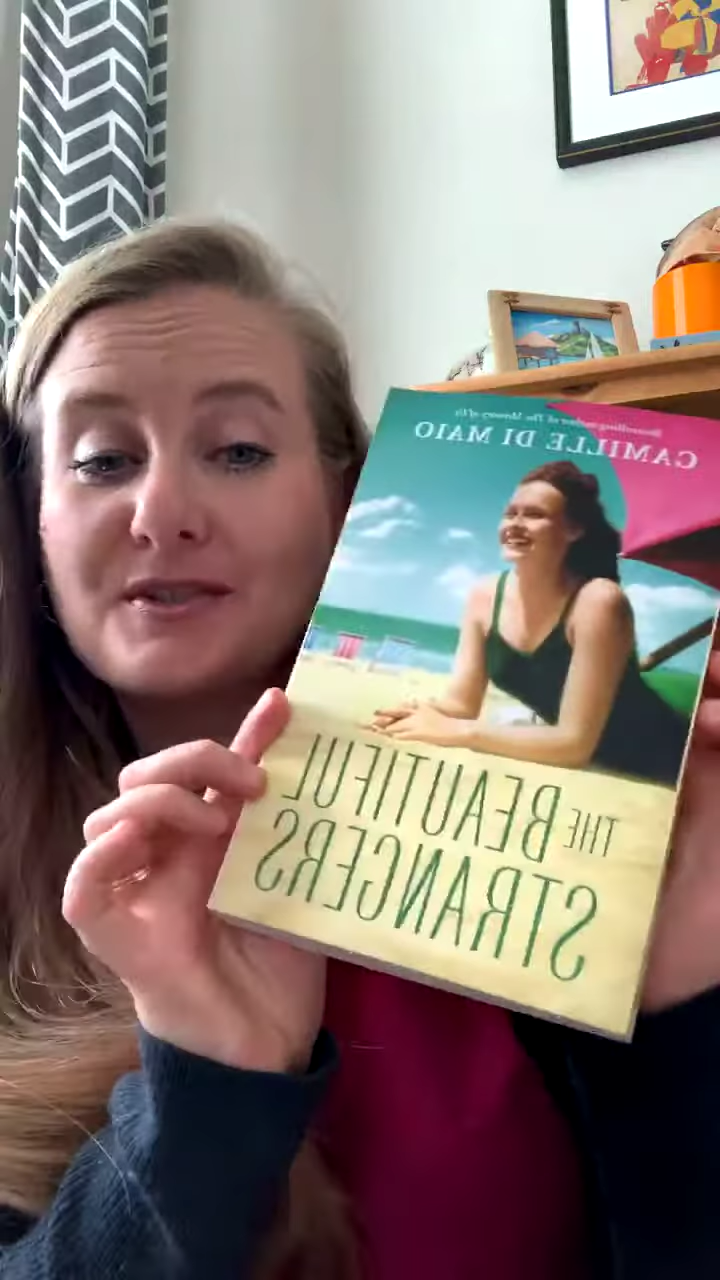 Bestselling author of The Memory of Us
CAMILLE DI MAIO
THE BEAUTIFUL
STRANGERS